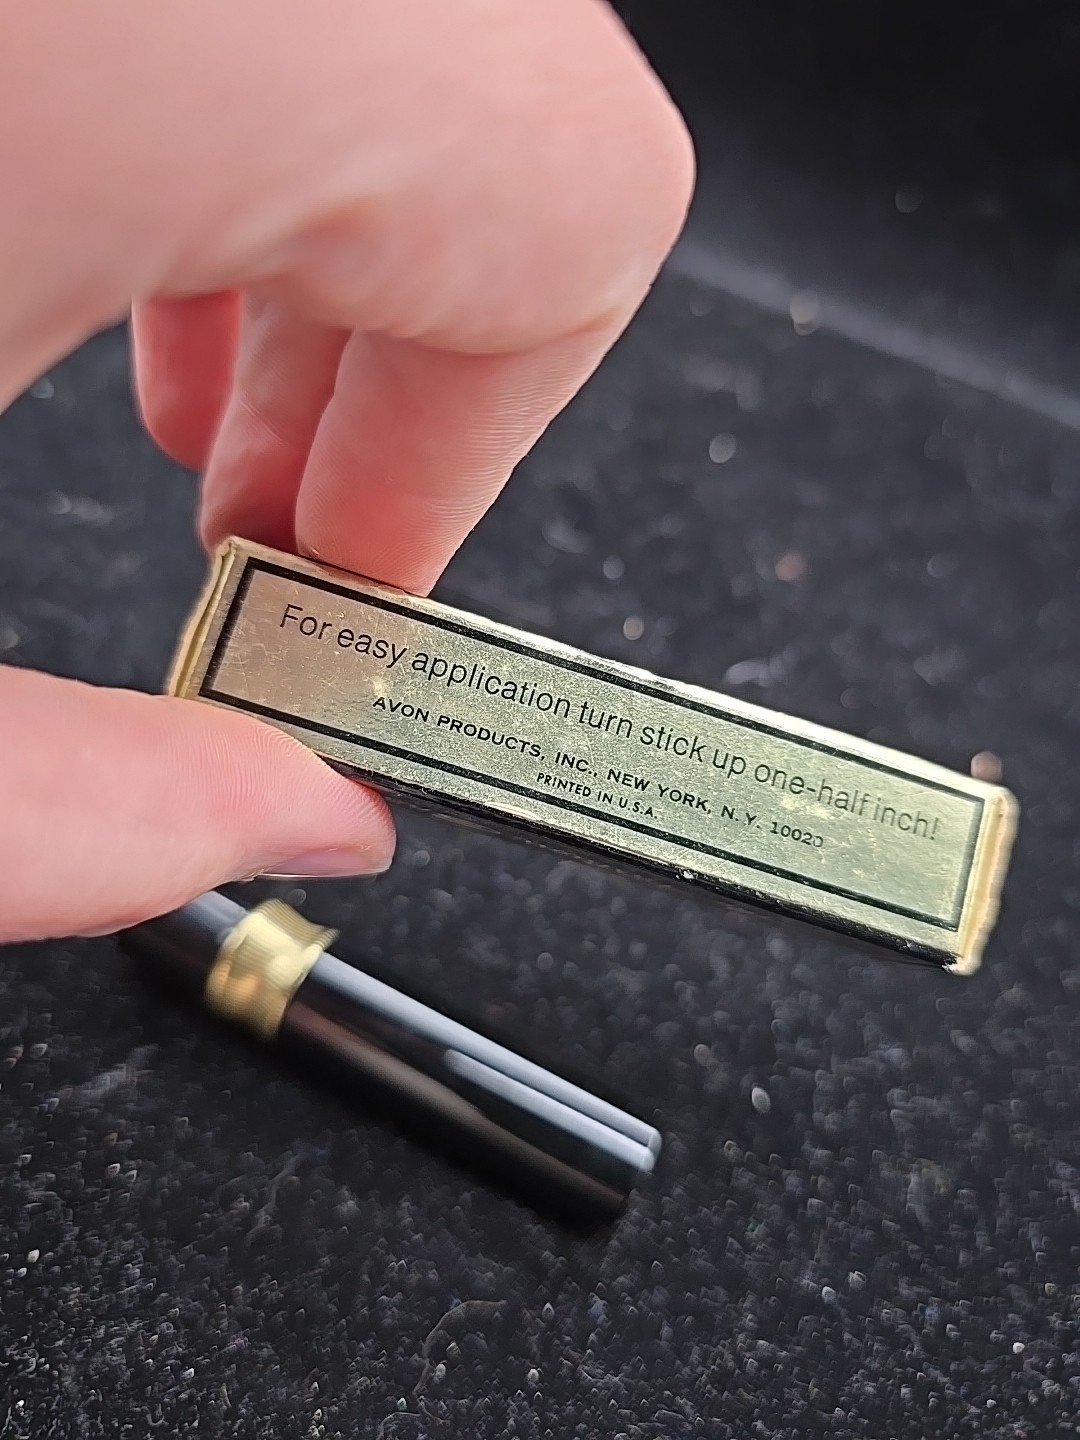 For easy application turn stick up one-half inch!
AVON PRODUCTS, INC., NEW YORK, N.Y. 10020
PRINTED IN U.S.A.